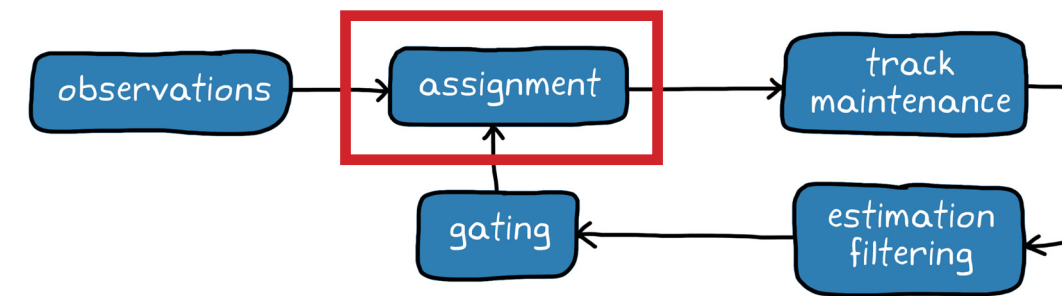 observations
assignment
track
maintenance
gating
estimation
filtering